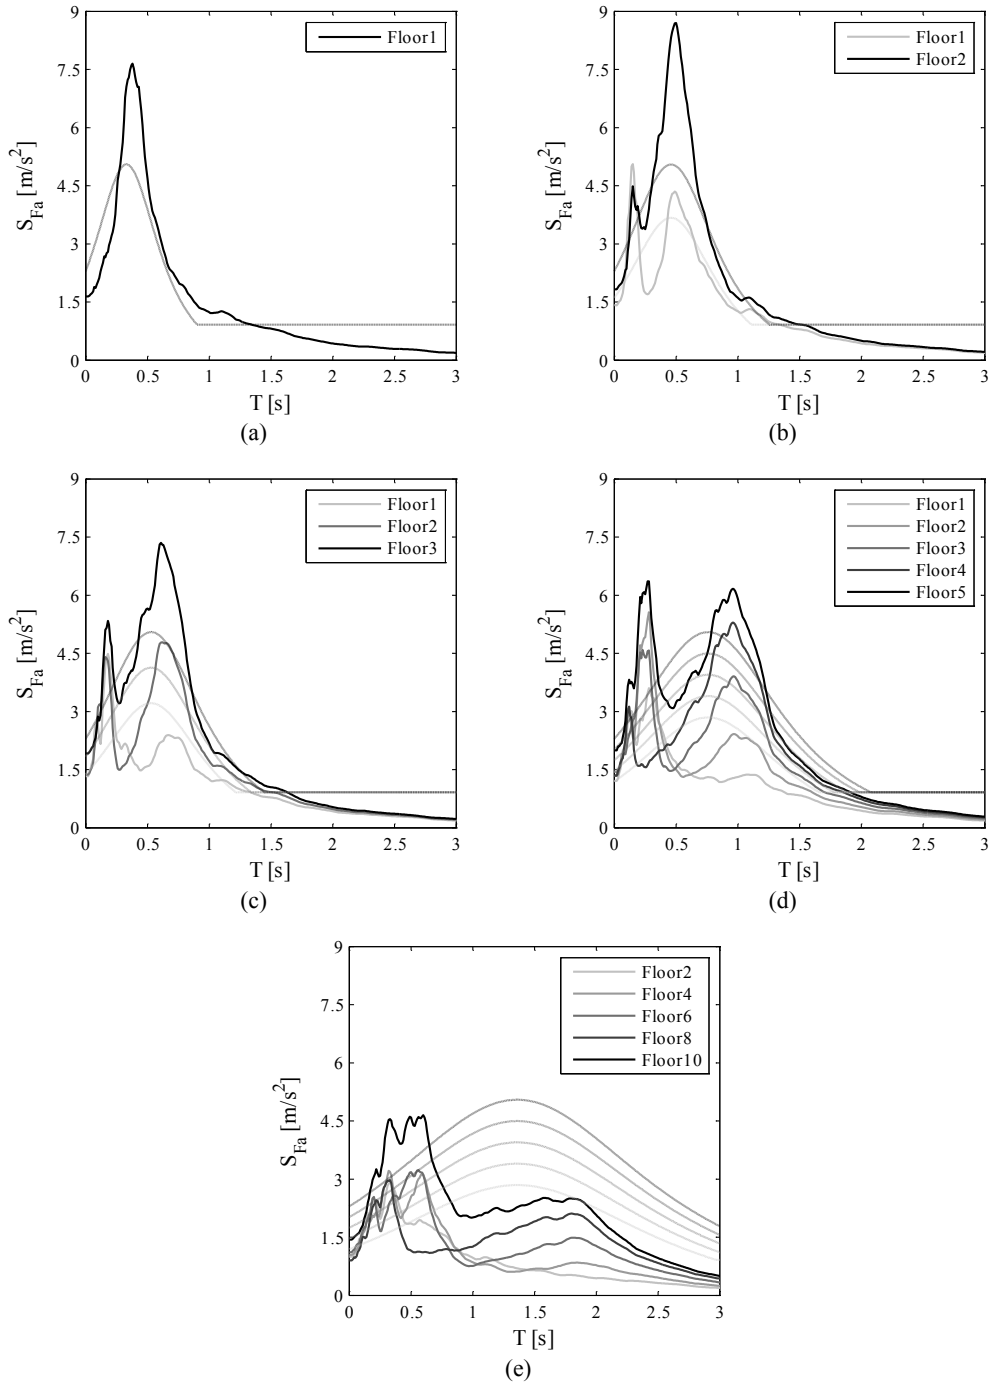 9
7.5
6
4.5
3
1.5
0
S_Fa [m/s²]
Floor1
0 0.5 1 1.5 2 2.5 3
T [s]
(a)
9
7.5
6
4.5
3
1.5
0
S_Fa [m/s²]
Floor1
Floor2
0 0.5 1 1.5 2 2.5 3
T [s]
(b)
9
7.5
6
4.5
3
1.5
0
S_Fa [m/s²]
Floor1
Floor2
Floor3
0 0.5 1 1.5 2 2.5 3
T [s]
(c)
9
7.5
6
4.5
3
1.5
0
S_Fa [m/s²]
Floor1
Floor2
Floor3
Floor4
Floor5
0 0.5 1 1.5 2 2.5 3
T [s]
(d)
9
7.5
6
4.5
3
1.5
0
S_Fa [m/s²]
Floor2
Floor4
Floor6
Floor8
Floor10
0 0.5 1 1.5 2 2.5 3
T [s]
(e)